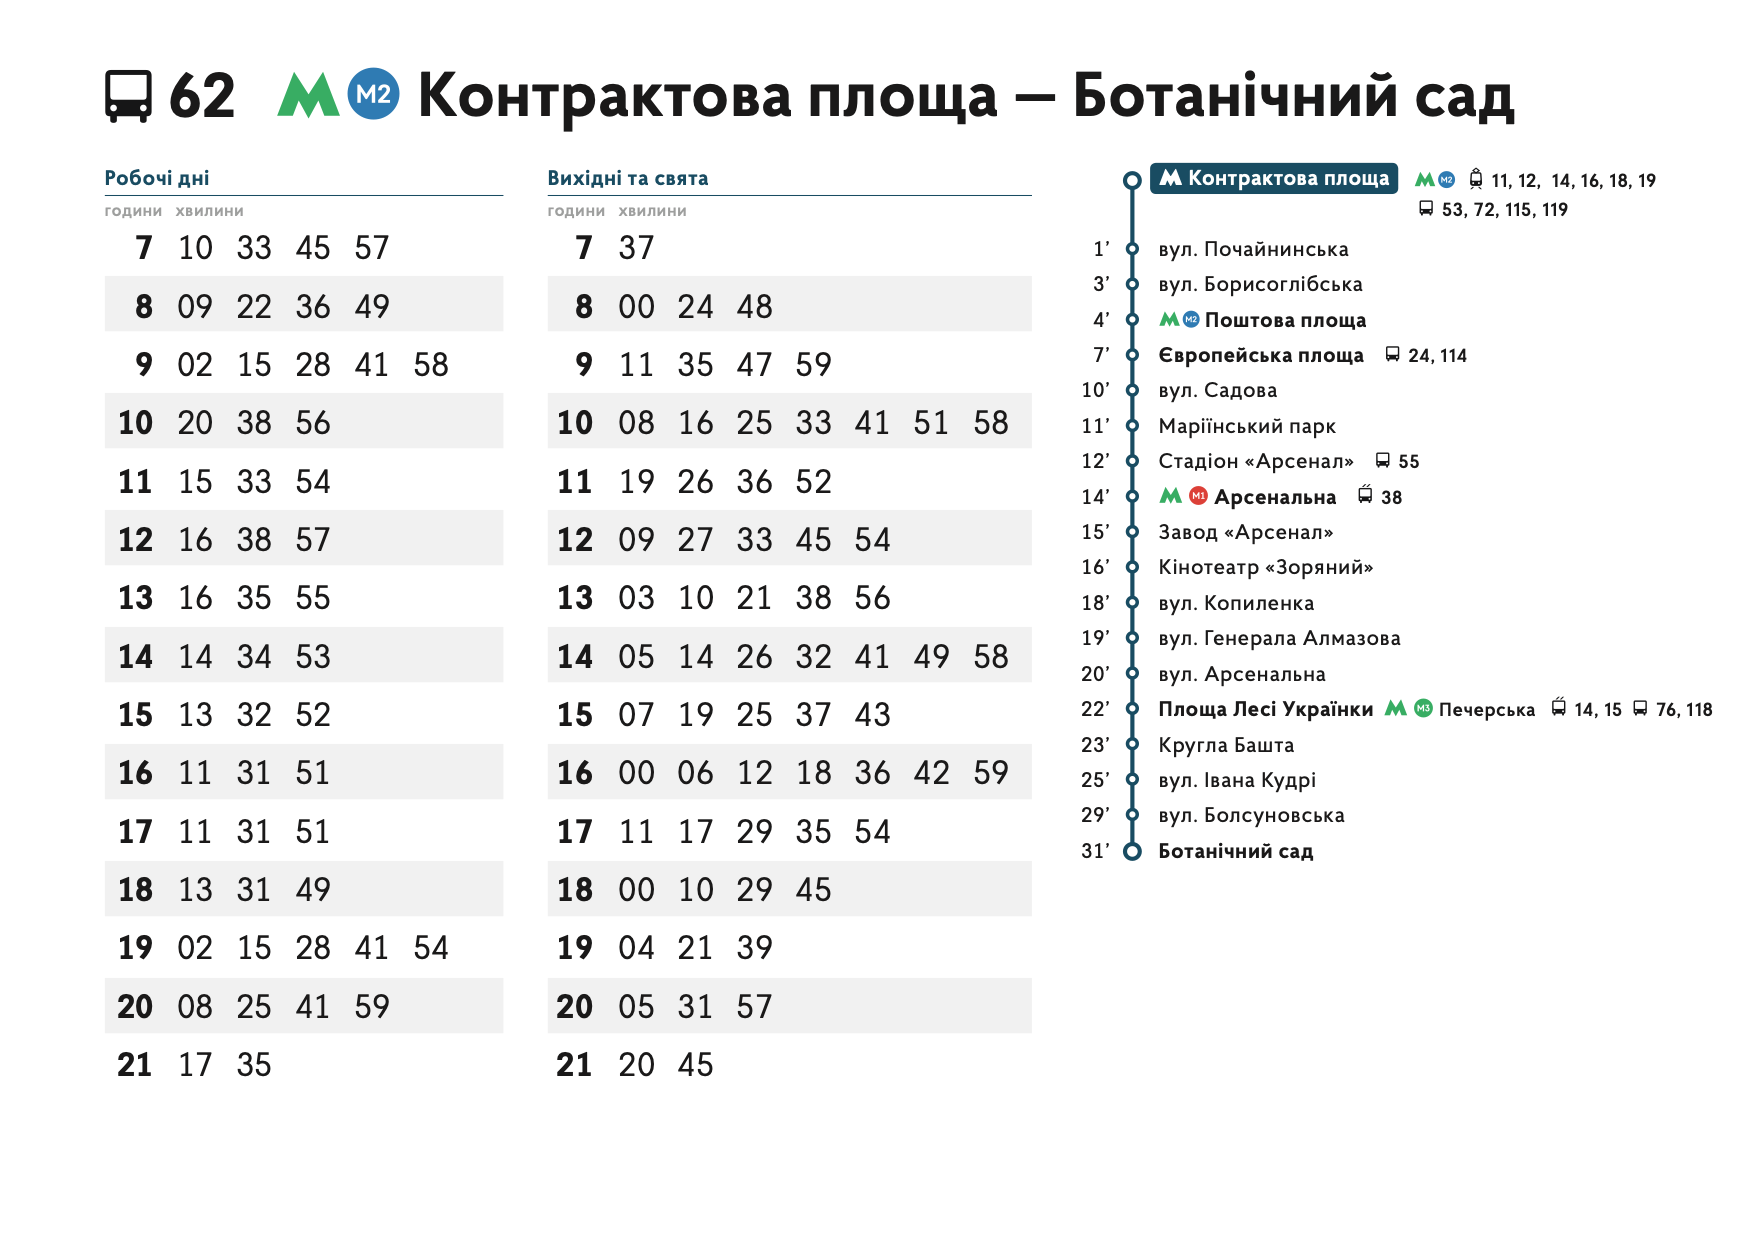 62 M2 Контрактова площа — Ботанічний сад
Робочі дні
години хвилини
7 10 33 45 57
8 09 22 36 49
9 02 15 28 41 58
10 20 38 56
11 15 33 54
12 16 38 57
13 16 35 55
14 14 34 53
15 13 32 52
16 11 31 51
17 11 31 51
18 13 31 49
19 02 15 28 41 54
20 08 25 41 59
21 17 35
Вихідні та свята
години хвилини
7 37
8 00 24 48
9 11 35 47 59
10 08 16 25 33 41 51 58
11 19 26 36 52
12 09 27 33 45 54
13 03 10 21 38 56
14 05 14 26 32 41 49 58
15 07 19 25 37 43
16 00 06 12 18 36 42 59
17 11 17 29 35 54
18 00 10 29 45
19 04 21 39
20 05 31 57
21 20 45
Контрактова площа M2 11, 12, 14, 16, 18, 19
53, 72, 115, 119
1’ вул. Почайнинська
3’ вул. Борисоглібська
4’ M2 Поштова площа
7’ Європейська площа 24, 114
10’ вул. Садова
11’ Маріїнський парк
12’ Стадіон «Арсенал» 55
14’ M1 Арсенальна 38
15’ Завод «Арсенал»
16’ Кінотеатр «Зоряний»
18’ вул. Копиленка
19’ вул. Генерала Алмазова
20’ вул. Арсенальна
22’ Площа Лесі Українки M3 Печерська 14, 15 76, 118
23’ Кругла Башта
25’ вул. Івана Кудрі
29’ вул. Болсуновська
31’ Ботанічний сад